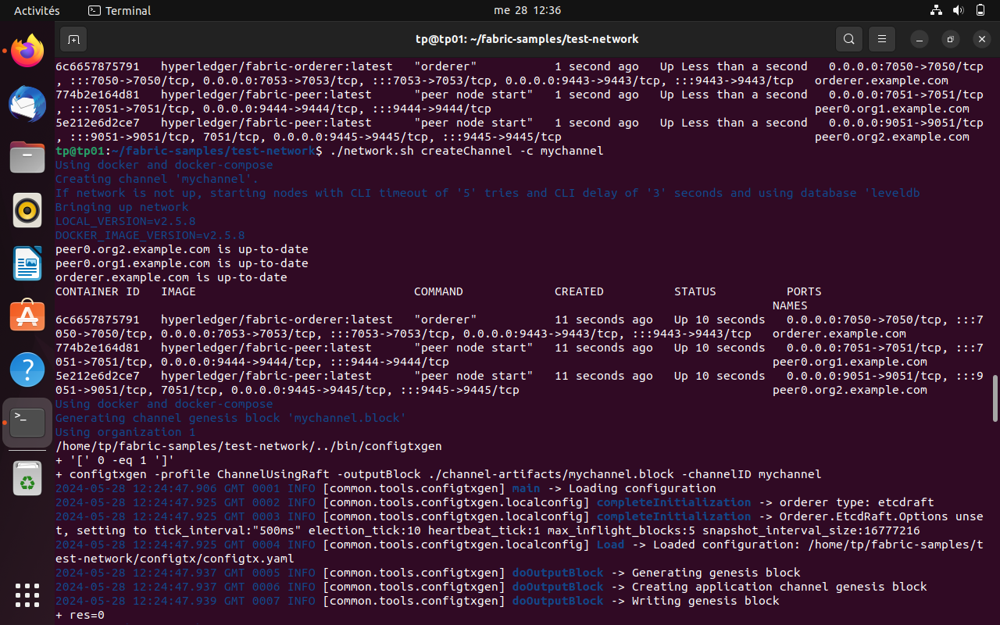 Activités Terminal me 28 12:36
tp@tp01: ~/fabric-samples/test-network
6c6657875791 hyperledger/fabric-orderer:latest "orderer" 1 second ago Up Less than a second 0.0.0.0:7050->7050/tcp
, :::7050->7050/tcp, 0.0.0.0:7053->7053/tcp, :::7053->7053/tcp, 0.0.0.0:9443->9443/tcp, :::9443->9443/tcp orderer.example.com
774b2e164d81 hyperledger/fabric-peer:latest "peer node start" 1 second ago Up Less than a second 0.0.0.0:7051->7051/tcp
, :::7051->7051/tcp, 0.0.0.0:9444->9444/tcp, :::9444->9444/tcp peer0.org1.example.com
5e212e6d2ce7 hyperledger/fabric-peer:latest "peer node start" 1 second ago Up Less than a second 0.0.0.0:9051->9051/tcp
, :::9051->9051/tcp, 7051/tcp, 0.0.0.0:9445->9445/tcp, :::9445->9445/tcp peer0.org2.example.com
tp@tp01:~/fabric-samples/test-network$ ./network.sh createChannel -c mychannel
Using docker and docker-compose
Creating channel 'mychannel'.
If network is not up, starting nodes with CLI timeout of '5' tries and CLI delay of '3' seconds and using database 'leveldb
Bringing up network
LOCAL_VERSION=v2.5.8
DOCKER_IMAGE_VERSION=v2.5.8
peer0.org2.example.com is up-to-date
peer0.org1.example.com is up-to-date
orderer.example.com is up-to-date
CONTAINER ID IMAGE COMMAND CREATED STATUS PORTS
NAMES
6c6657875791 hyperledger/fabric-orderer:latest "orderer" 11 seconds ago Up 10 seconds 0.0.0.0:7050->7050/tcp, :::7
050->7050/tcp, 0.0.0.0:7053->7053/tcp, :::7053->7053/tcp, 0.0.0.0:9443->9443/tcp, :::9443->9443/tcp orderer.example.com
774b2e164d81 hyperledger/fabric-peer:latest "peer node start" 11 seconds ago Up 10 seconds 0.0.0.0:7051->7051/tcp, :::7
051->7051/tcp, 0.0.0.0:9444->9444/tcp, :::9444->9444/tcp peer0.org1.example.com
5e212e6d2ce7 hyperledger/fabric-peer:latest "peer node start" 11 seconds ago Up 10 seconds 0.0.0.0:9051->9051/tcp, :::9
051->9051/tcp, 7051/tcp, 0.0.0.0:9445->9445/tcp, :::9445->9445/tcp peer0.org2.example.com
Using docker and docker-compose
Generating channel genesis block 'mychannel.block'
Using organization 1
/home/tp/fabric-samples/test-network/../bin/configtxgen
+ '[' 0 -eq 1 ']'
+ configtxgen -profile ChannelUsingRaft -outputBlock ./channel-artifacts/mychannel.block -channelID mychannel
2024-05-28 12:24:47.906 GMT 0001 INFO [common.tools.configtxgen] main -> Loading configuration
2024-05-28 12:24:47.925 GMT 0002 INFO [common.tools.configtxgen.localconfig] completeInitialization -> orderer type: etcdraft
2024-05-28 12:24:47.925 GMT 0003 INFO [common.tools.configtxgen.localconfig] completeInitialization -> Orderer.EtcdRaft.Options unse
t, setting to tick_interval:"500ms" election_tick:10 heartbeat_tick:1 max_inflight_blocks:5 snapshot_interval_size:16777216
2024-05-28 12:24:47.925 GMT 0004 INFO [common.tools.configtxgen.localconfig] Load -> Loaded configuration: /home/tp/fabric-samples/t
est-network/configtx/configtx.yaml
2024-05-28 12:24:47.937 GMT 0005 INFO [common.tools.configtxgen] doOutputBlock -> Generating genesis block
2024-05-28 12:24:47.937 GMT 0006 INFO [common.tools.configtxgen] doOutputBlock -> Creating application channel genesis block
2024-05-28 12:24:47.939 GMT 0007 INFO [common.tools.configtxgen] doOutputBlock -> Writing genesis block
+ res=0